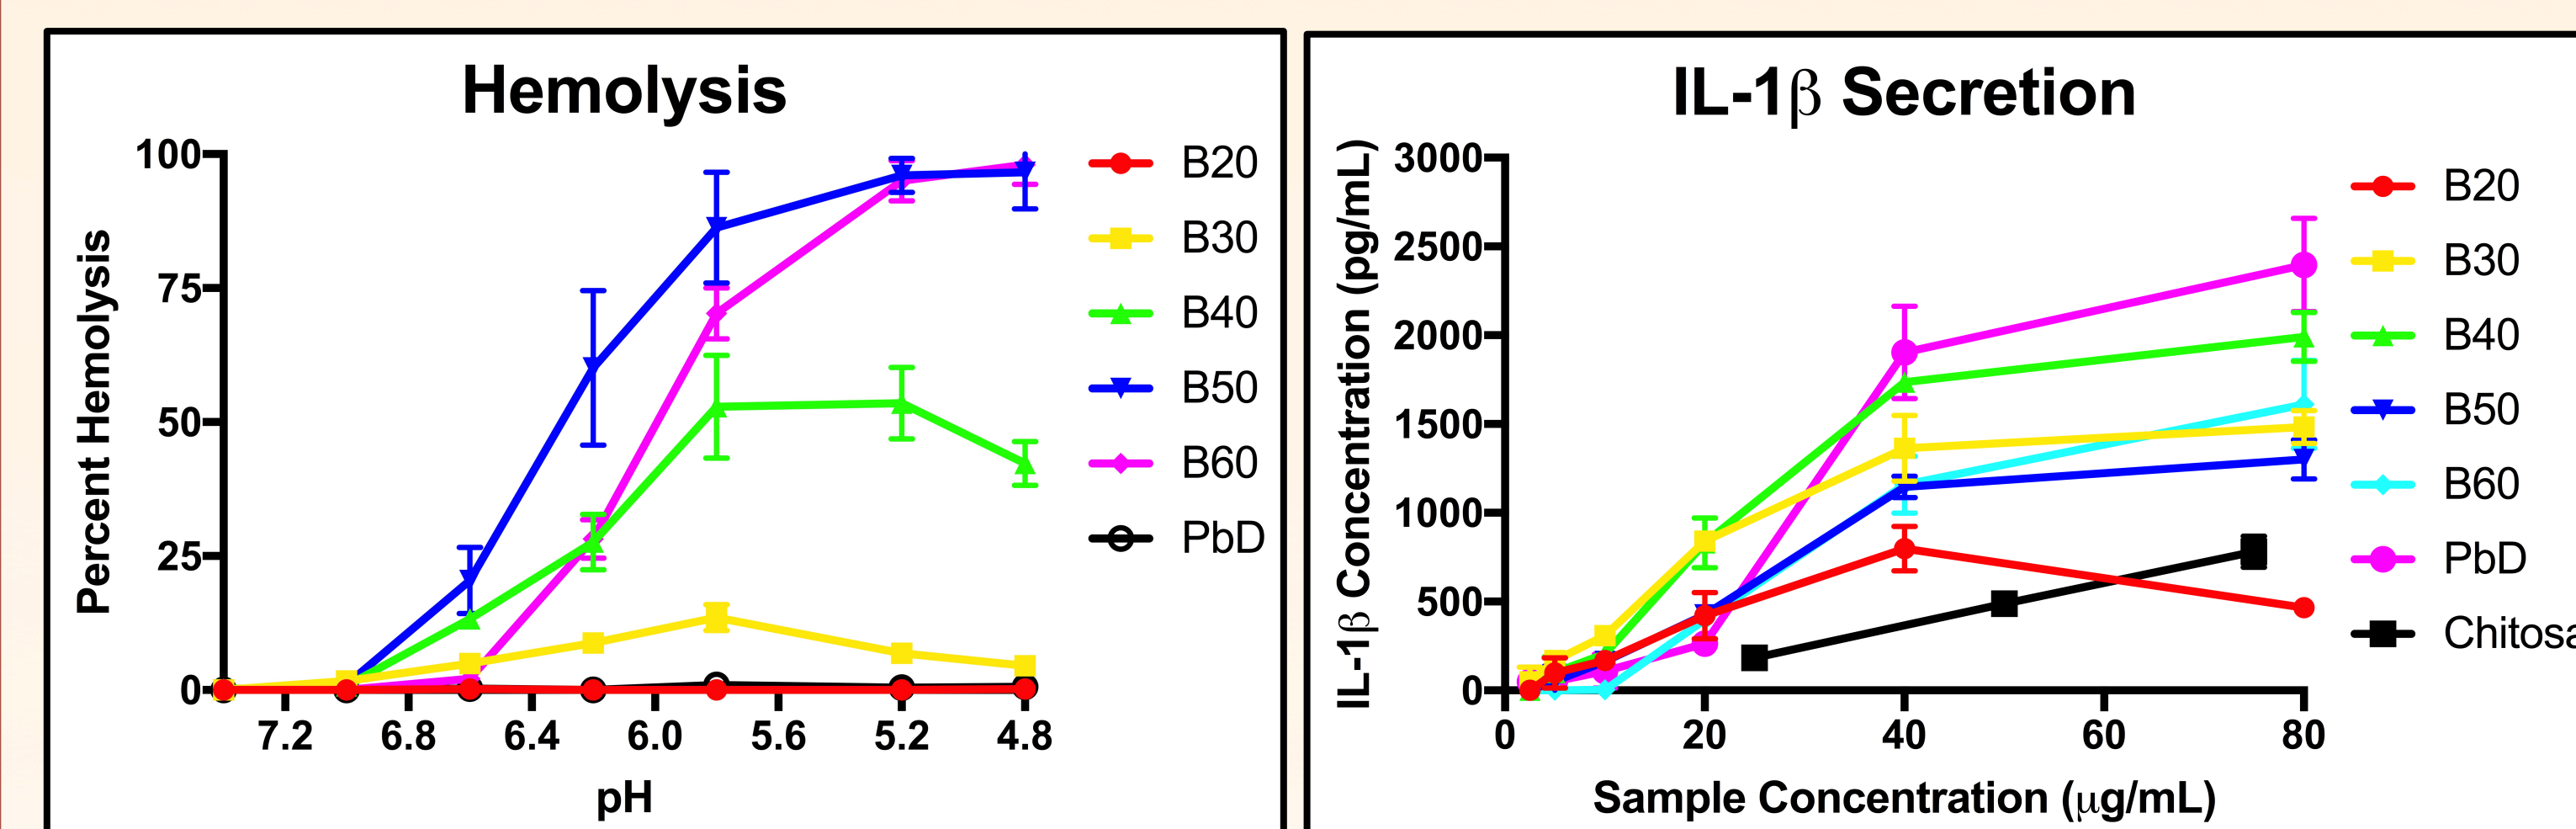 Hemolysis
Percent Hemolysis
100
75
50
25
0
7.2 6.8 6.4 6.0 5.6 5.2 4.8
pH
B20
B30
B40
B50
B60
PbD
IL-1β Secretion
IL-1β Concentration (pg/mL)
3000
2500
2000
1500
1000
500
0
0 20 40 60 80
Sample Concentration (μg/mL)
B20
B30
B40
B50
B60
PbD